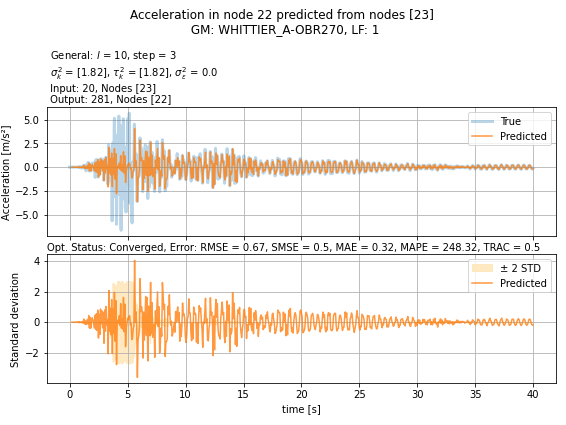 Acceleration in node 22 predicted from nodes [23]
GM: WHITTIER_A-OBR270, LF: 1
General: l = 10, step = 3
σ²ₖ = [1.82], τ²ₖ = [1.82], σ²ε = 0.0
Input: 20, Nodes [23]
Output: 281, Nodes [22]
Acceleration [m/s²]
5.0
2.5
0.0
−2.5
−5.0
True
Predicted
Opt. Status: Converged, Error: RMSE = 0.67, SMSE = 0.5, MAE = 0.32, MAPE = 248.32, TRAC = 0.5
Standard deviation
4
2
0
−2
± 2 STD
Predicted
0 5 10 15 20 25 30 35 40
time [s]